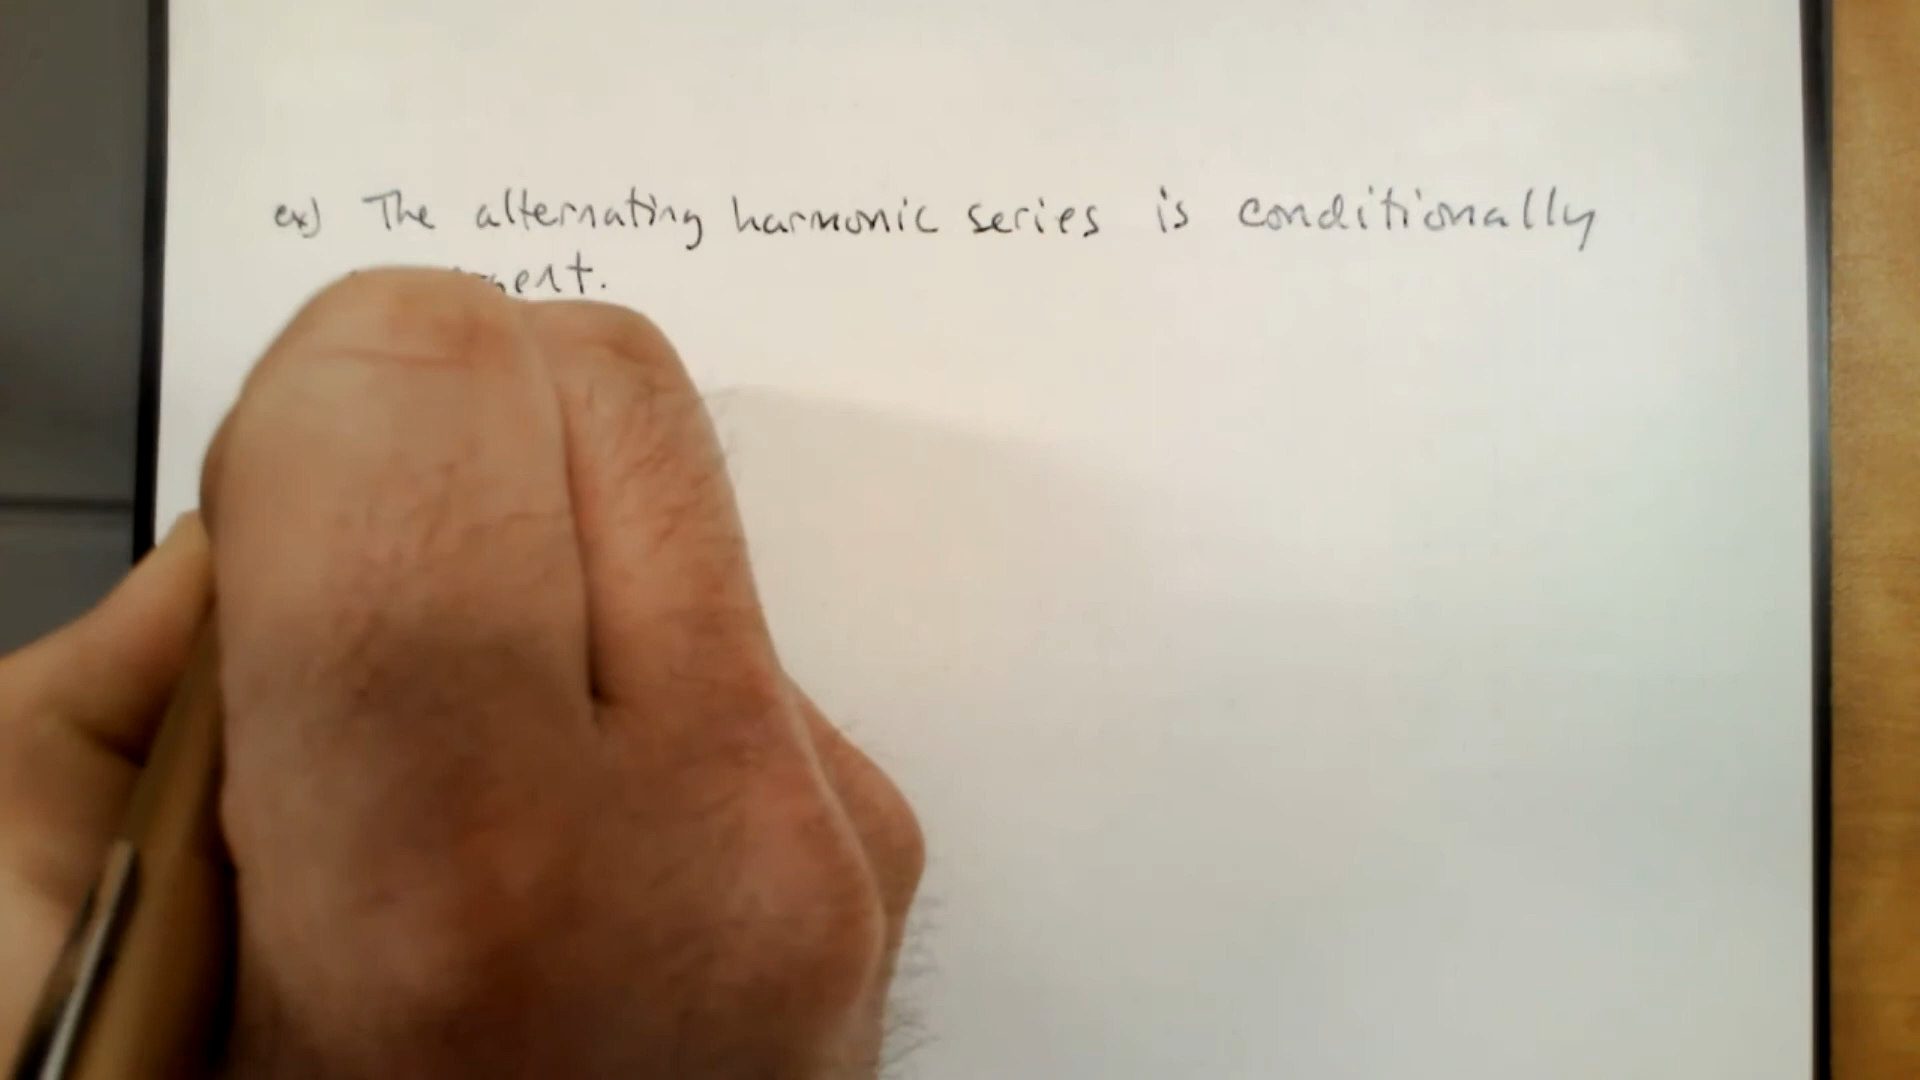 ex) The alternating harmonic series is conditionally